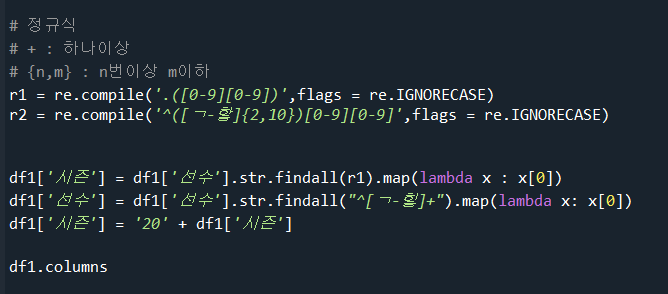 # 정규식
# + : 하나이상
# {n,m} : n번이상 m이하
r1 = re.compile('.([0-9][0-9])',flags = re.IGNORECASE)
r2 = re.compile('^([ㄱ-힣]{2,10})[0-9][0-9]',flags = re.IGNORECASE)
df1['시즌'] = df1['선수'].str.findall(r1).map(lambda x : x[0])
df1['선수'] = df1['선수'].str.findall("^[ㄱ-힣]+").map(lambda x: x[0])
df1['시즌'] = '20' + df1['시즌']
df1.columns